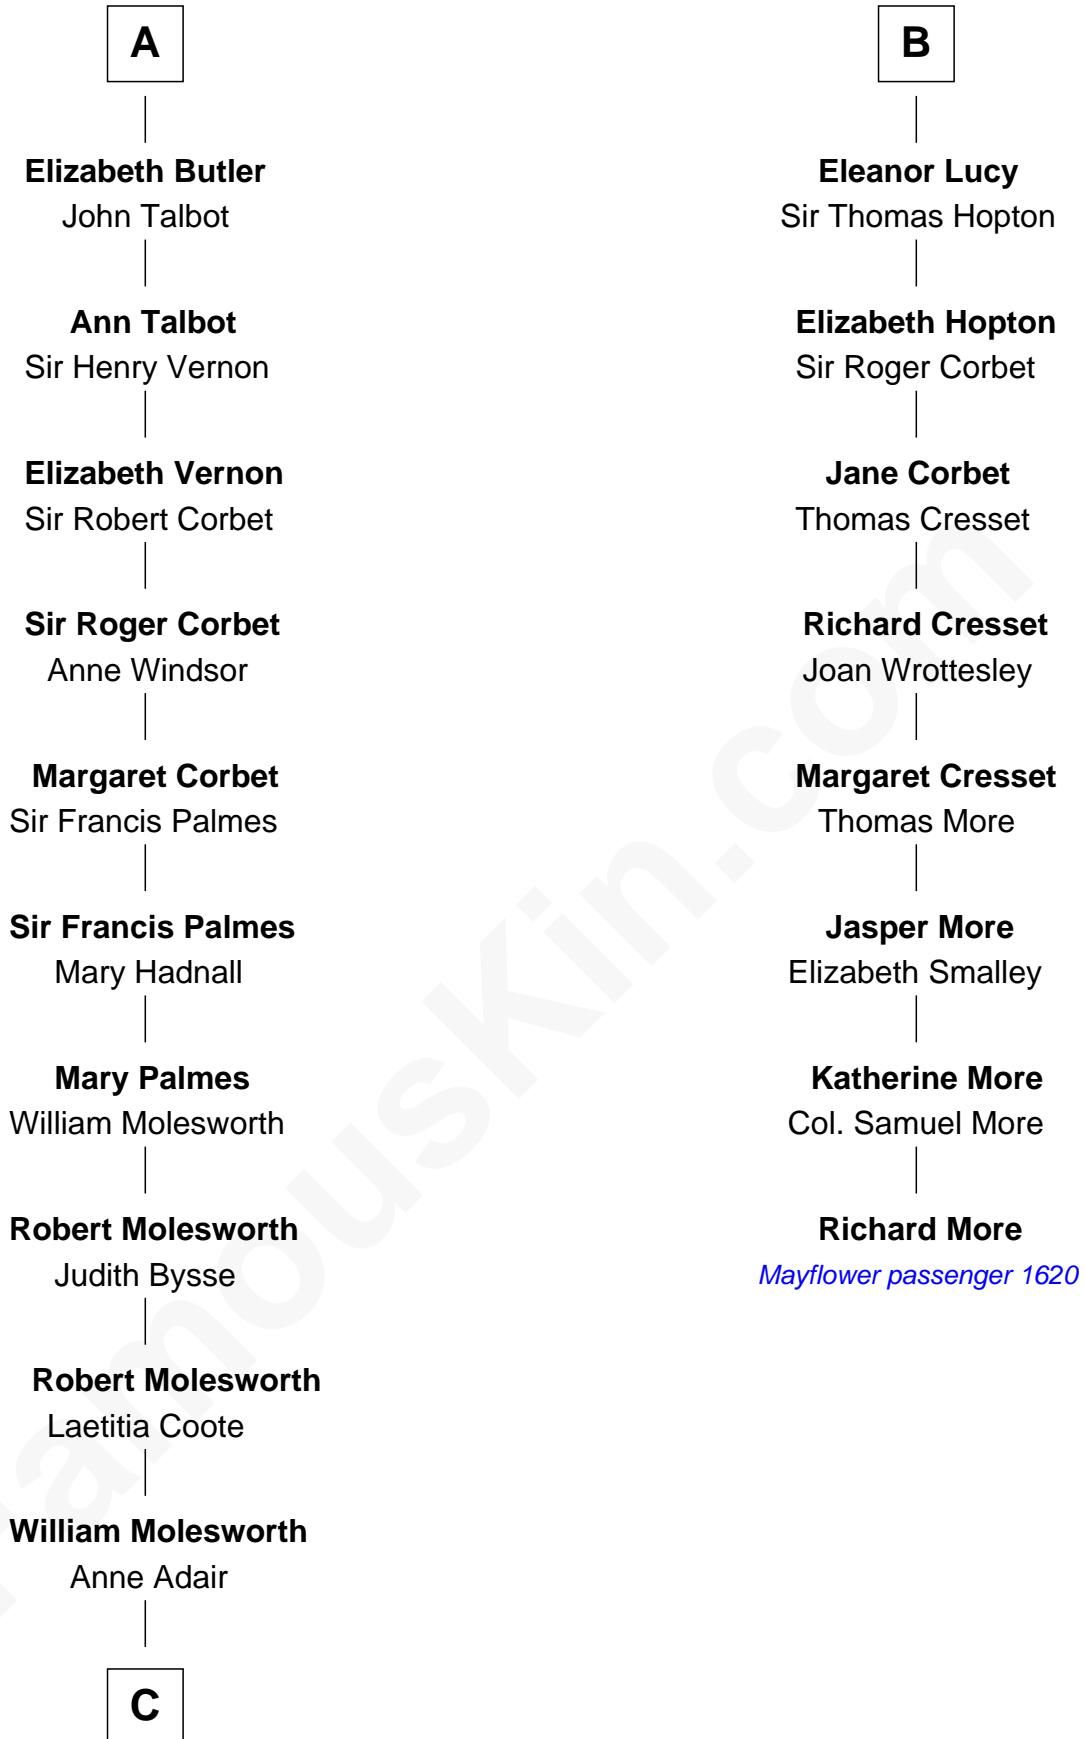 A
Elizabeth Butler
John Talbot
Ann Talbot
Sir Henry Vernon
Elizabeth Vernon
Sir Robert Corbet
Sir Roger Corbet
Anne Windsor
Margaret Corbet
Sir Francis Palmes
Sir Francis Palmes
Mary Hadnall
Mary Palmes
William Molesworth
Robert Molesworth
Judith Bysse
Robert Molesworth
Laetitia Coote
William Molesworth
Anne Adair
C
B
Eleanor Lucy
Sir Thomas Hopton
Elizabeth Hopton
Sir Roger Corbet
Jane Corbet
Thomas Cresset
Richard Cresset
Joan Wrottesley
Margaret Cresset
Thomas More
Jasper More
Elizabeth Smalley
Katherine More
Col. Samuel More
Richard More
Mayflower passenger 1620
FamousKin.com